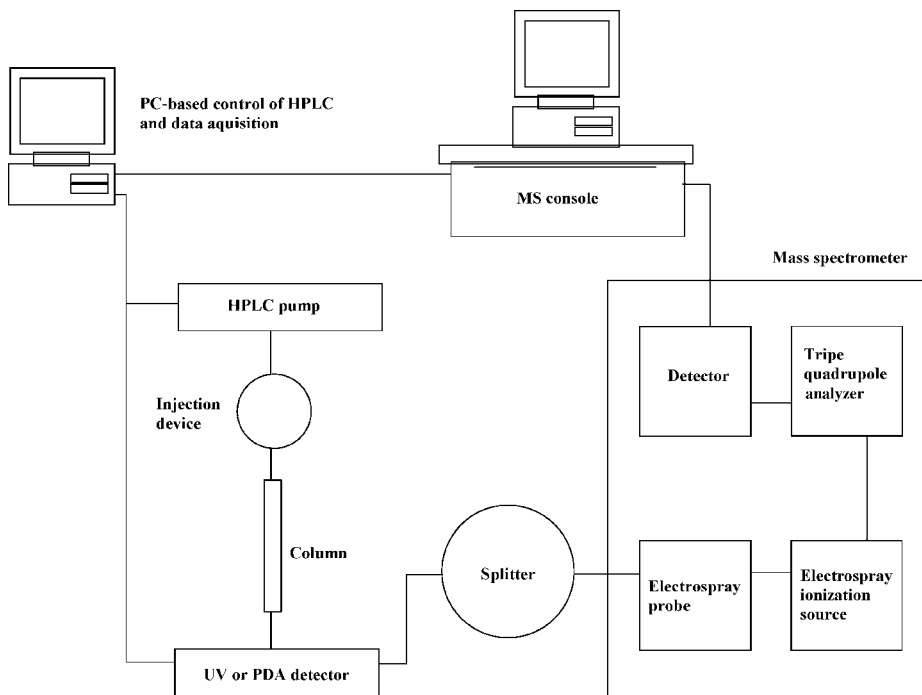 PC-based control of HPLC
and data aquisition
MS console
Mass spectrometer
HPLC pump
Detector
Tripe
quadrupole
analyzer
Injection
device
Column
Splitter
Electrospray
probe
Electrospray
ionization
source
UV or PDA detector